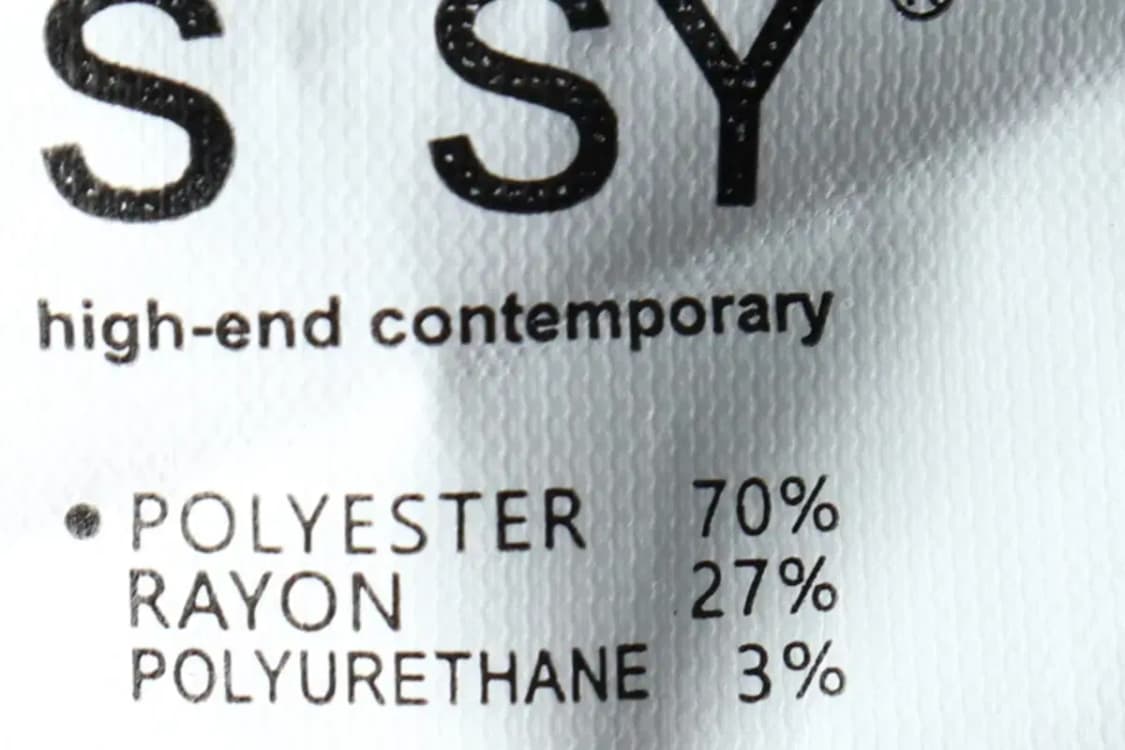 S SY®
high-end contemporary
• POLYESTER 70%
RAYON 27%
POLYURETHANE 3%